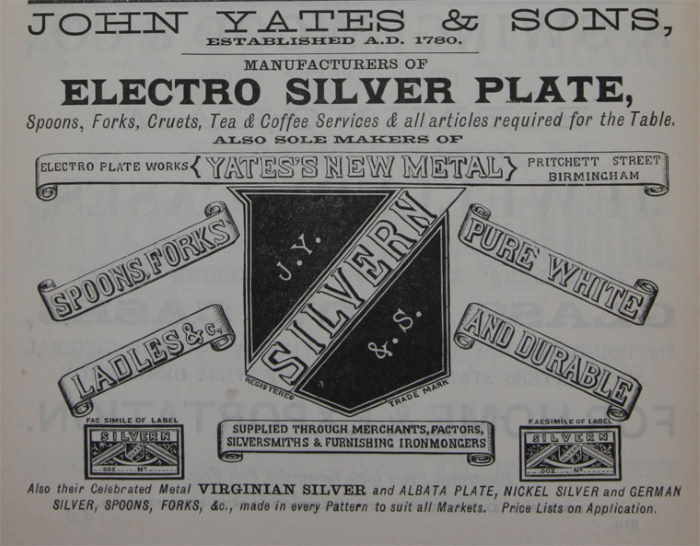 JOHN YATES & SONS,
ESTABLISHED A.D. 1780.
MANUFACTURERS OF
ELECTRO SILVER PLATE,
Spoons, Forks, Cruets, Tea & Coffee Services & all articles required for the Table.
ALSO SOLE MAKERS OF
ELECTRO PLATE WORKS {YATES'S NEW METAL} PRITCHETT STREET
BIRMINGHAM
SPOONS, FORKS
LADLES & c,
J.Y.
SILVERN
& .S.
REGISTERED
TRADE MARK
PURE WHITE
AND DURABLE
FAC SIMILE OF LABEL
SILVERN
DOZ. No.
SUPPLIED THROUGH MERCHANTS, FACTORS,
SILVERSMITHS & FURNISHING IRONMONGERS
FACSIMILE OF LABEL
SILVERN
DOZ. No.
Also their Celebrated Metal VIRGINIAN SILVER and ALBATA PLATE, NICKEL SILVER and GERMAN
SILVER, SPOONS, FORKS, &c., made in every Pattern to suit all Markets. Price Lists on Application.